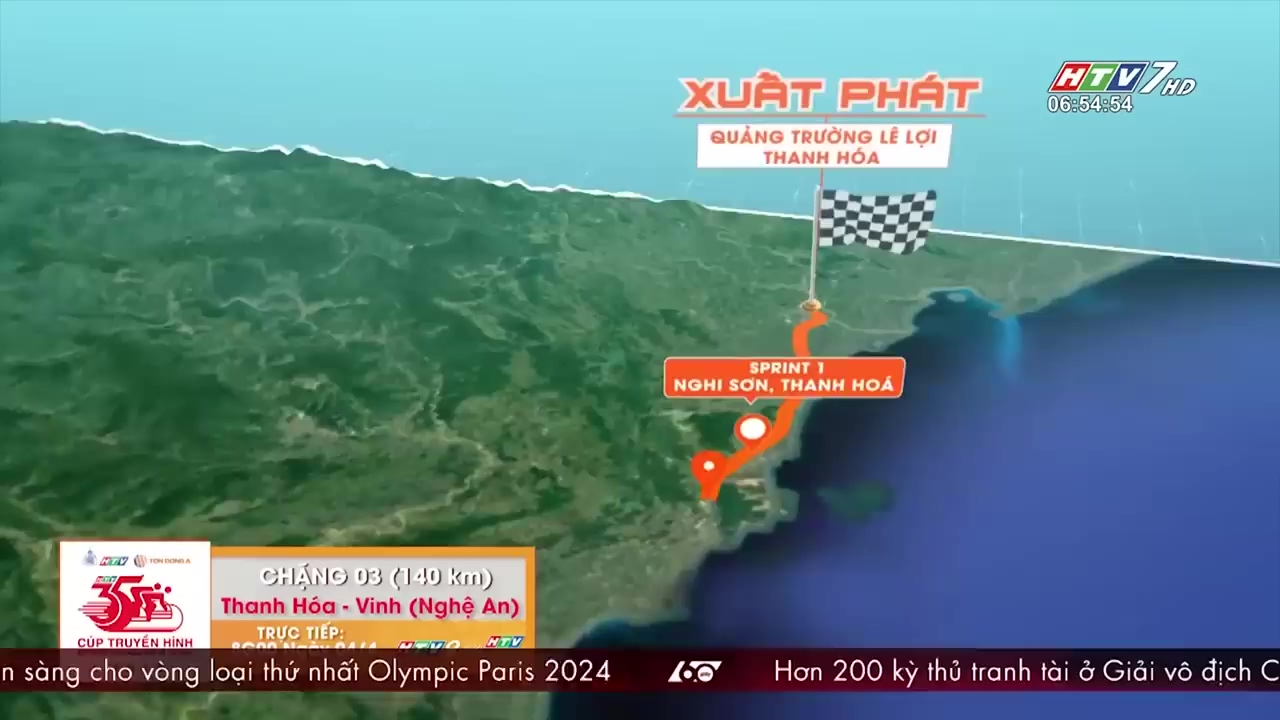 XUẤT PHÁT
QUẢNG TRƯỜNG LÊ LỢI
THANH HÓA
HTV7 HD
06:54:54
SPRINT 1
NGHI SƠN, THANH HOÁ
HTV TON DONG A
HTV
35
CÚP TRUYỀN HÌNH
CHẶNG 03 (140 km)
Thanh Hóa - Vinh (Nghệ An)
TRỰC TIẾP:
HTV
n sàng cho vòng loại thứ nhất Olympic Paris 2024
60
Hơn 200 kỳ thủ tranh tài ở Giải vô địch C